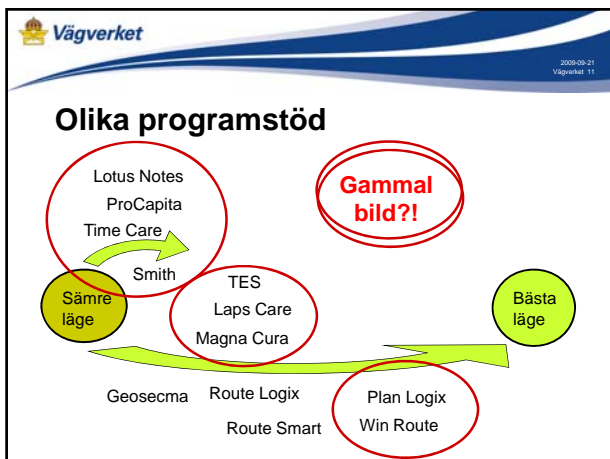 Vägverket
2009-09-21
Vägverket 11
Olika programstöd
Lotus Notes
ProCapita
Time Care
Smith
Gammal
bild?!
Sämre
läge
TES
Laps Care
Magna Cura
Bästa
läge
Geosecma
Route Logix
Route Smart
Plan Logix
Win Route